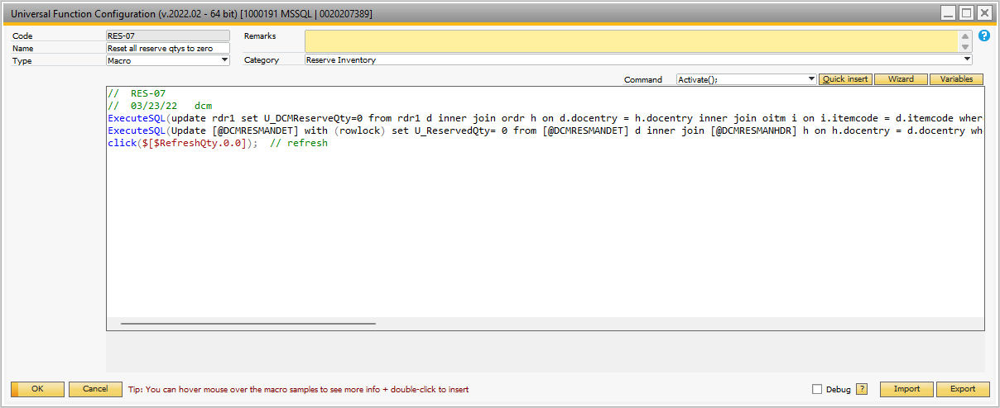 Universal Function Configuration (v.2022.02 - 64 bit) [1000191 MSSQL | 0020207389]
Code RES-07 Remarks
Name Reset all reserve qtys to zero
Type Macro Category Reserve Inventory
Command Activate(); Quick insert Wizard Variables
// RES-07
// 03/23/22 dcm
ExecuteSQL(update rdr1 set U_DCMReserveQty=0 from rdr1 d inner join ordr h on d.docentry = h.docentry inner join oitm i on i.itemcode = d.itemcode wher
ExecuteSQL(Update [@DCMRESMANDET] with (rowlock) set U_ReservedQty= 0 from [@DCMRESMANDET] d inner join [@DCMRESMANHDR] h on h.docentry = d.docentry wh
click($[$RefreshQty.0.0]); // refresh
OK Cancel Tip: You can hover mouse over the macro samples to see more info + double-click to insert Debug ? Import Export